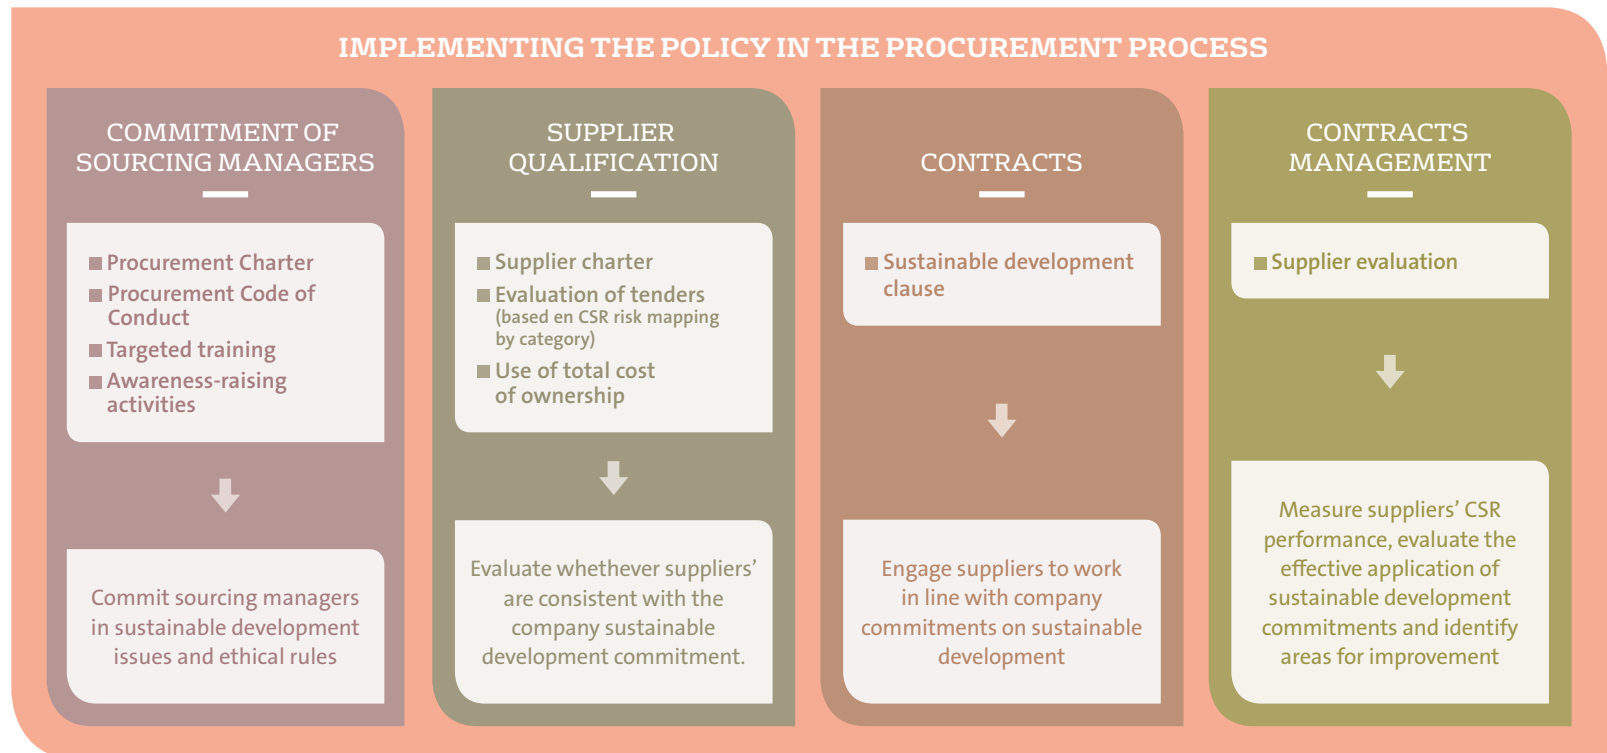 IMPLEMENTING THE POLICY IN THE PROCUREMENT PROCESS
COMMITMENT OF
SOURCING MANAGERS
Procurement Charter
Procurement Code of
Conduct
Targeted training
Awareness-raising
activities
Commit sourcing managers
in sustainable development
issues and ethical rules
SUPPLIER
QUALIFICATION
Supplier charter
Evaluation of tenders
(based en CSR risk mapping
by category)
Use of total cost
of ownership
Evaluate whethever suppliers’
are consistent with the
company sustainable
development commitment.
CONTRACTS
Sustainable development
clause
Engage suppliers to work
in line with company
commitments on sustainable
development
CONTRACTS
MANAGEMENT
Supplier evaluation
Measure suppliers’ CSR
performance, evaluate the
effective application of
sustainable development
commitments and identify
areas for improvement